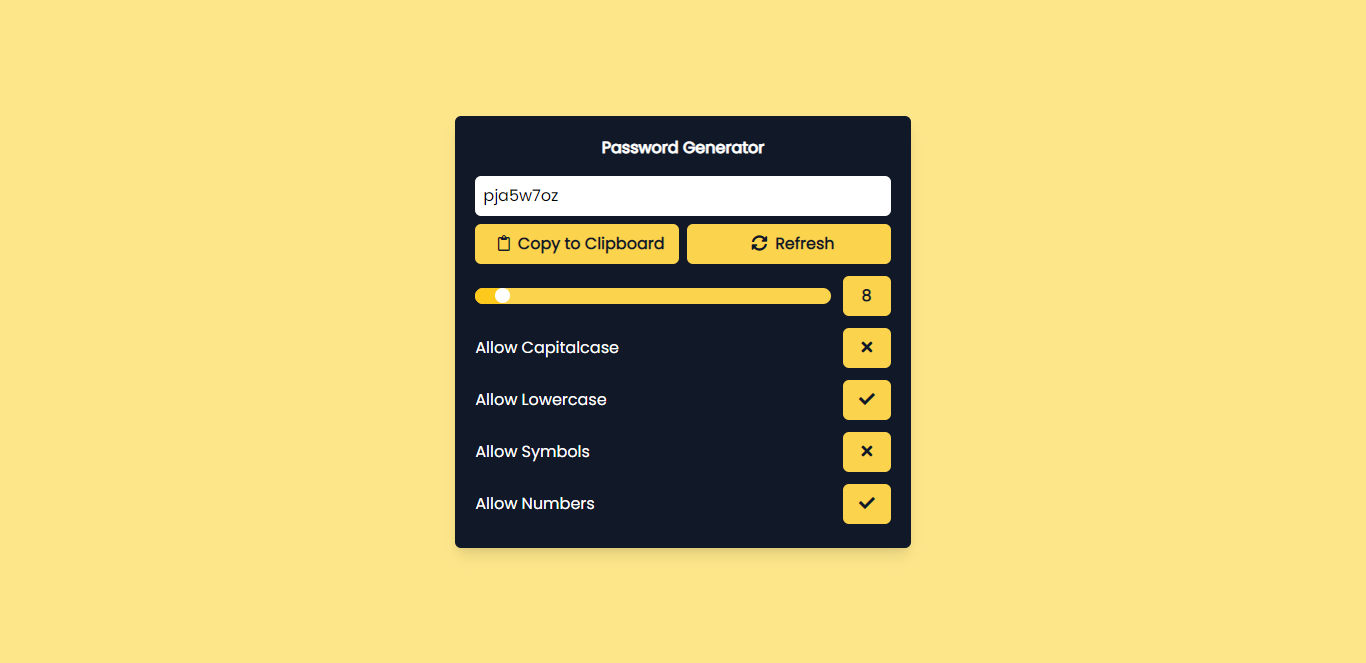 Password Generator
pja5w7oz
Copy to Clipboard Refresh
8
Allow Capitalcase
Allow Lowercase
Allow Symbols
Allow Numbers